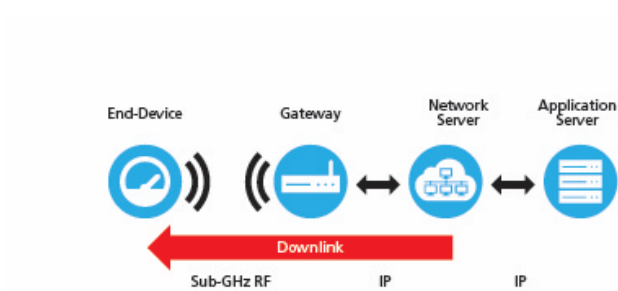 End-Device
Gateway
Network
Server
Application
Server
Downlink
Sub-GHz RF
IP
IP